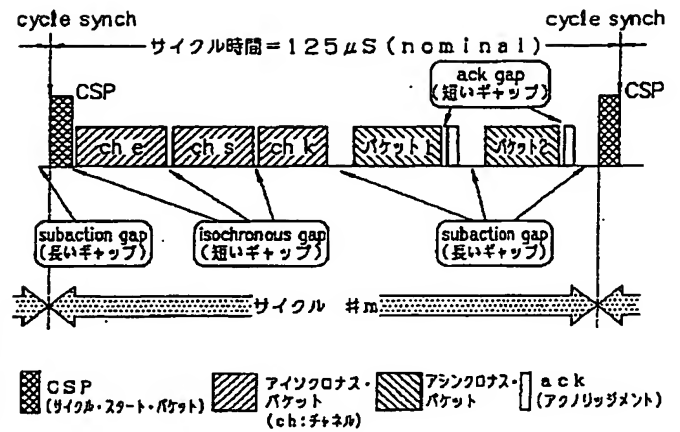 cycle synch
cycle synch
サイクル時間=125μS(nominal)
CSP
ack gap
(短いギャップ)
CSP
ch e
ch s
ch k
パケット1
パケット2
subaction gap
(長いギャップ)
isochronous gap
(短いギャップ)
subaction gap
(長いギャップ)
サイクル #m
CSP
(サイクル・スタート・パケット)
アイソクロナス・
パケット
(ch:チャネル)
アシンクロナス・
パケット
ack
(アクノリッジメント)